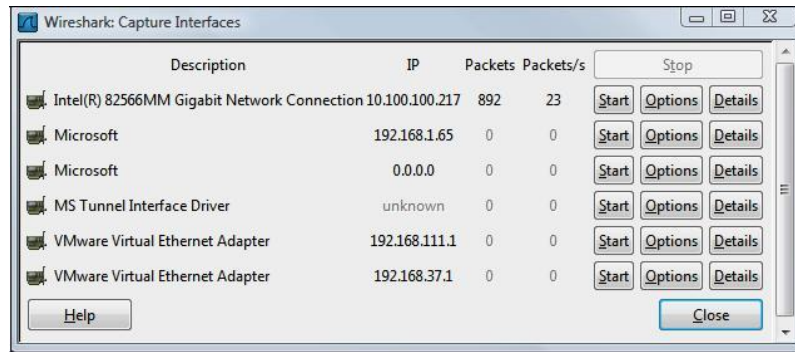 Wireshark: Capture Interfaces
Description IP Packets Packets/s Stop
Intel(R) 82566MM Gigabit Network Connection 10.100.100.217 892 23 Start Options Details
Microsoft 192.168.1.65 0 0 Start Options Details
Microsoft 0.0.0.0 0 0 Start Options Details
MS Tunnel Interface Driver unknown 0 0 Start Options Details
VMware Virtual Ethernet Adapter 192.168.111.1 0 0 Start Options Details
VMware Virtual Ethernet Adapter 192.168.37.1 0 0 Start Options Details
Help Close